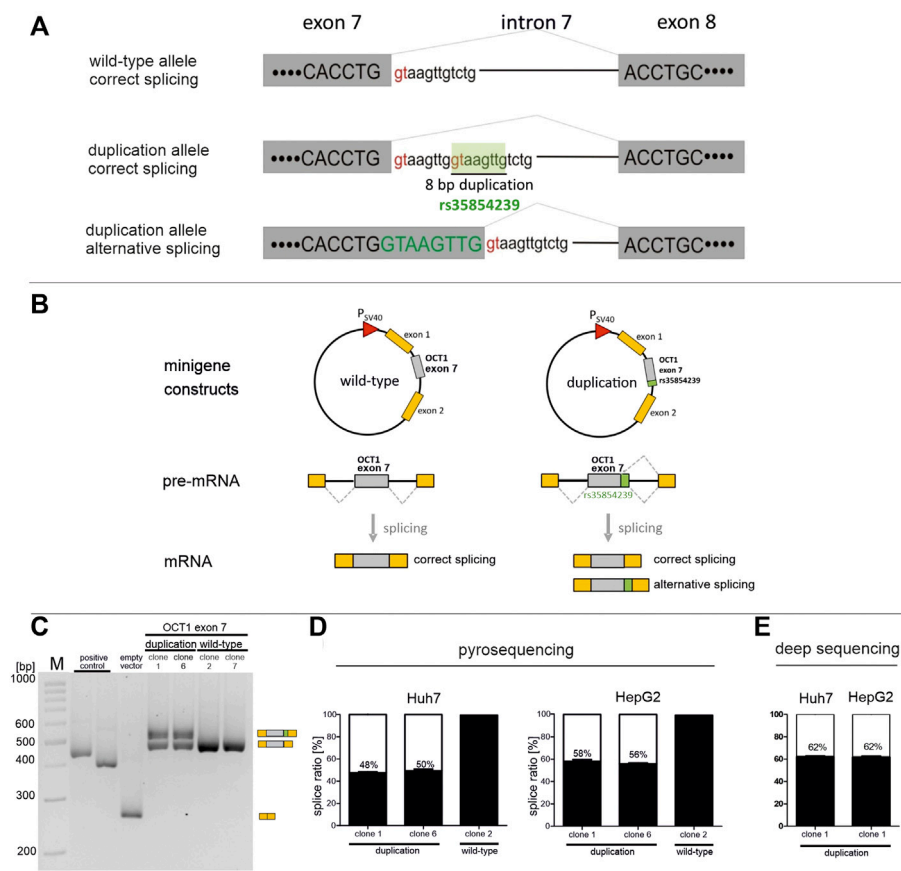 A
exon 7 intron 7 exon 8
wild-type allele
correct splicing
••••CACCTG gtaagttgtctg ACCTGC••••
duplication allele
correct splicing
••••CACCTG gtaagttggtaagttgtctg ACCTGC••••
8 bp duplication
rs35854239
duplication allele
alternative splicing
••••CACCTGGTAAGTTG gtaagttgtctg ACCTGC••••
B
minigene
constructs
PSV40
exon 1
OCT1
exon 7
wild-type
exon 2
PSV40
exon 1
OCT1
exon 7
rs35854239
duplication
exon 2
pre-mRNA
OCT1
exon 7
OCT1
exon 7
rs35854239
splicing
splicing
mRNA
correct splicing
correct splicing
alternative splicing
C
OCT1 exon 7
duplication wild-type
positive
control
empty
vector
clone
1
clone
6
clone
2
clone
7
[bp] M
1000
600
500
400
300
200
D
pyrosequencing
Huh7
splice ratio [%]
100
80
60
40
20
0
48%
50%
clone 1 clone 6 clone 2
duplication wild-type
HepG2
splice ratio [%]
100
80
60
40
20
0
58%
56%
clone 1 clone 6 clone 2
duplication wild-type
E
deep sequencing
Huh7 HepG2
100
80
60
40
20
0
62%
62%
clone 1 clone 1
duplication